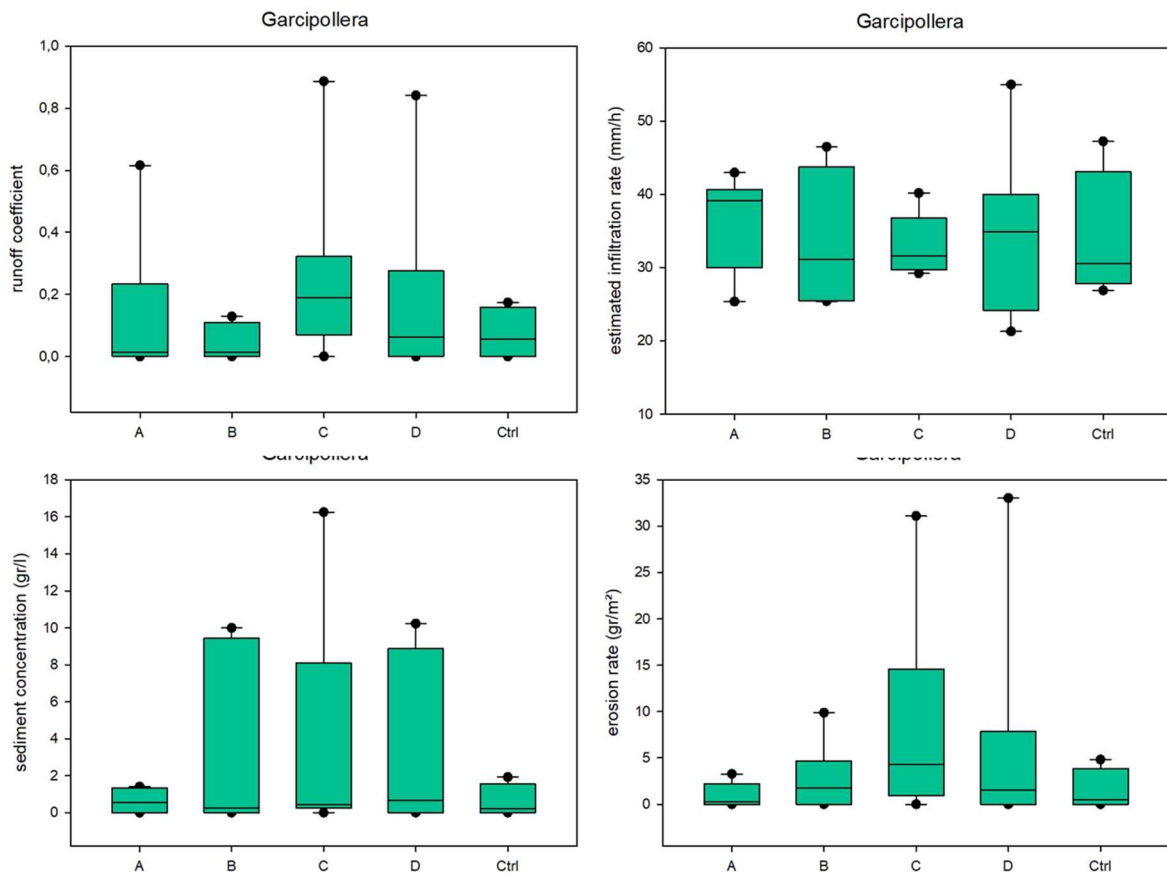 Garcipollera
1,0
0,8
0,6
0,4
0,2
0,0
runoff coefficient
A B C D Ctrl
Garcipollera
60
50
40
30
20
10
estimated infiltration rate (mm/h)
A B C D Ctrl
Garcipollera
18
16
14
12
10
8
6
4
2
0
sediment concentration (gr/l)
A B C D Ctrl
Garcipollera
35
30
25
20
15
10
5
0
erosion rate (gr/m²)
A B C D Ctrl